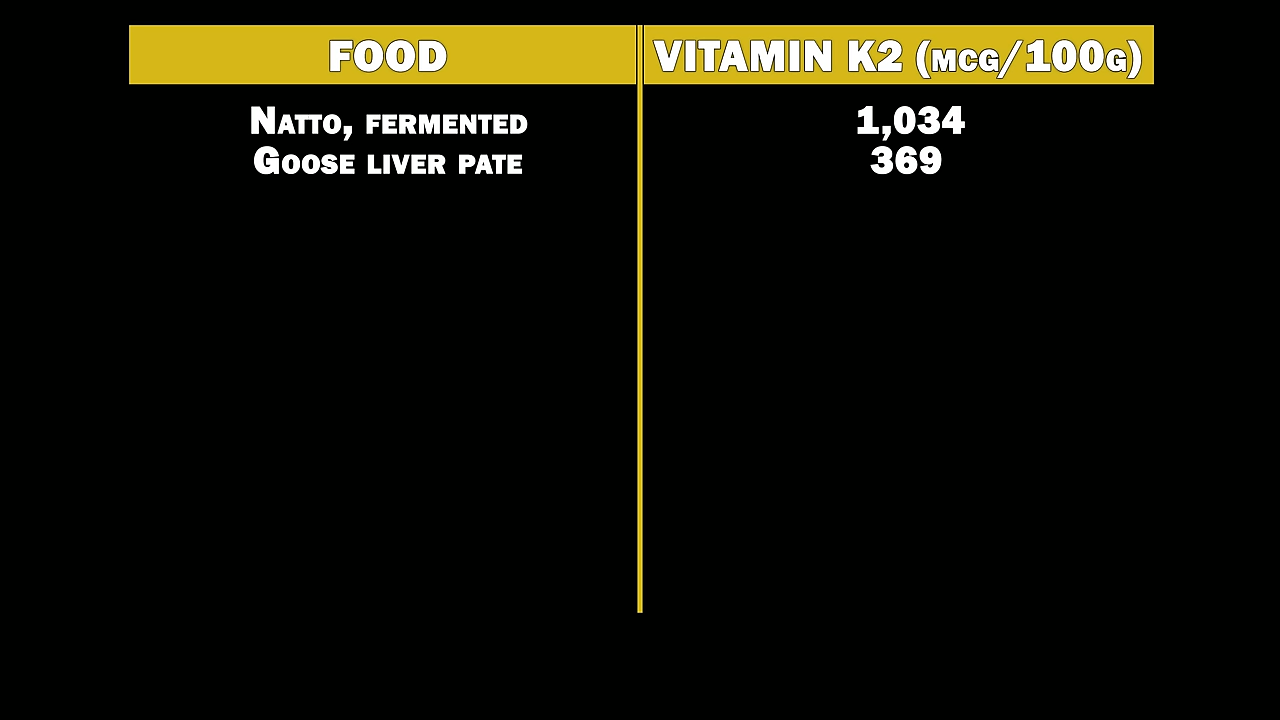 FOOD VITAMIN K2 (MCG/100G)
NATTO, FERMENTED 1,034
GOOSE LIVER PATE 369